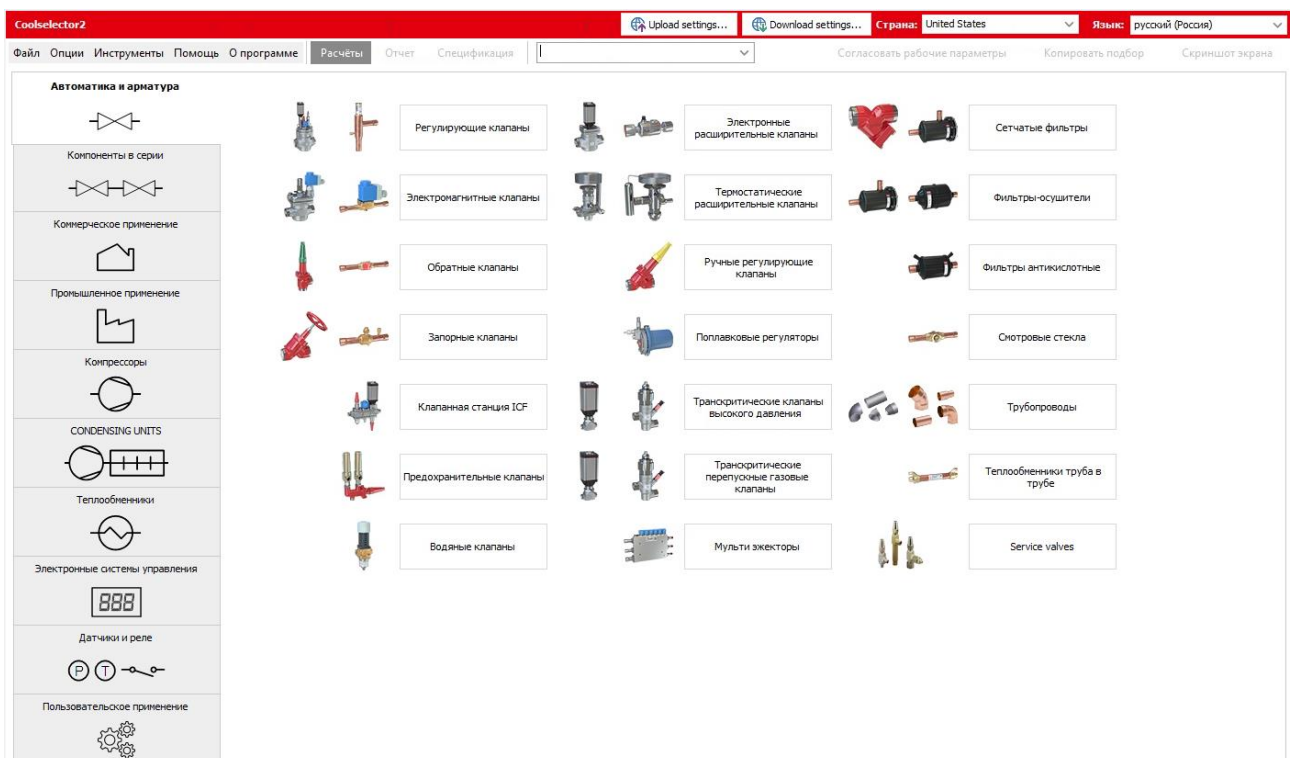 Coolselector2
Upload settings...
Download settings...
Страна:
United States
Язык:
русский (Россия)
Файл Опции Инструменты Помощь О программе
Расчёты
Отчет
Спецификация
Согласовать рабочие параметры
Копировать подбор
Скриншот экрана
Автоматика и арматура
Компоненты в серии
Коммерческое применение
Промышленное применение
Компрессоры
CONDENSING UNITS
Теплообменники
Электронные системы управления
888
Датчики и реле
P T
Пользовательское применение
Регулирующие клапаны
Электронные
расширительные клапаны
Сетчатые фильтры
Электромагнитные клапаны
Термостатические
расширительные клапаны
Фильтры-осушители
Обратные клапаны
Ручные регулирующие
клапаны
Фильтры антикислотные
Запорные клапаны
Поплавковые регуляторы
Смотровые стекла
Клапанная станция ICF
Транскритические клапаны
высокого давления
Трубопроводы
Предохранительные клапаны
Транскритические
перепускные газовые
клапаны
Теплообменники труба в
трубе
Водяные клапаны
Мульти эжекторы
Service valves